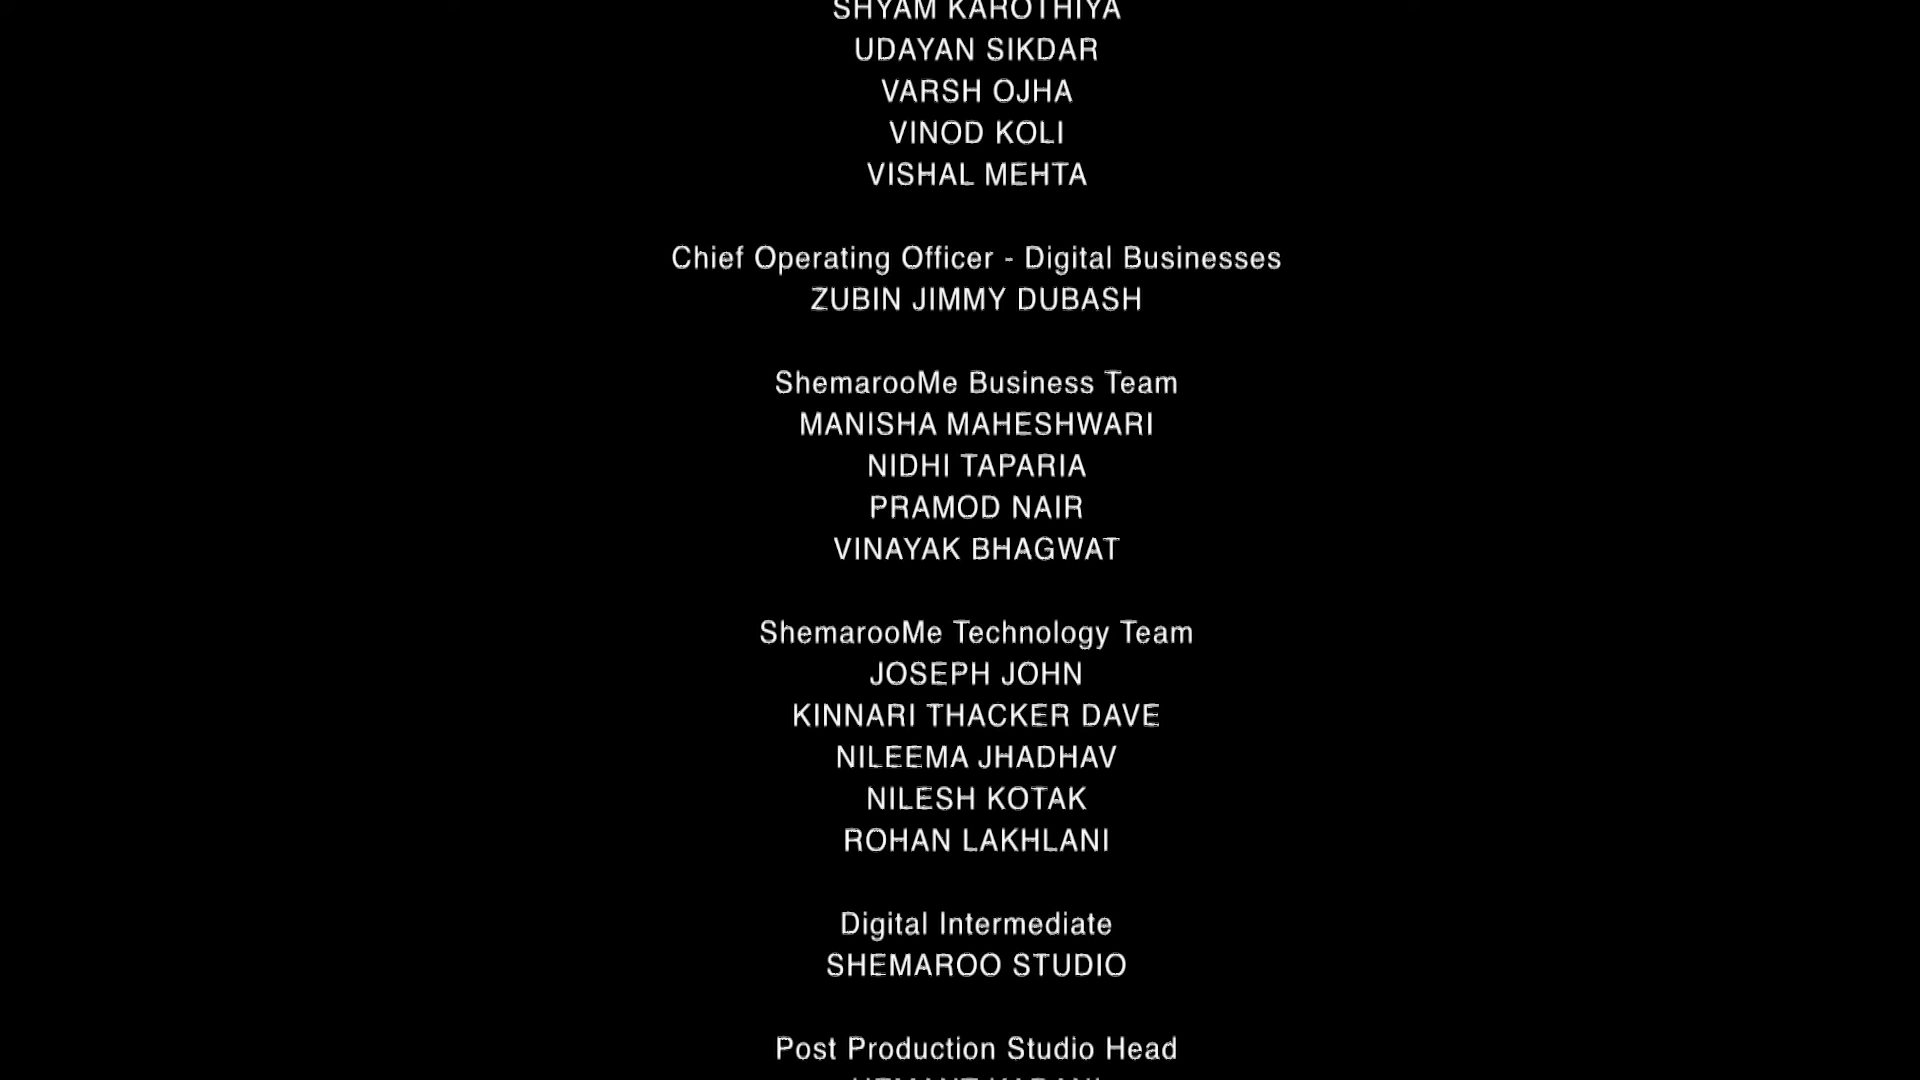 SHYAM KAROTHIYA
UDAYAN SIKDAR
VARSH OJHA
VINOD KOLI
VISHAL MEHTA
Chief Operating Officer - Digital Businesses
ZUBIN JIMMY DUBASH
ShemarooMe Business Team
MANISHA MAHESHWARI
NIDHI TAPARIA
PRAMOD NAIR
VINAYAK BHAGWAT
ShemarooMe Technology Team
JOSEPH JOHN
KINNARI THACKER DAVE
NILEEMA JHADHAV
NILESH KOTAK
ROHAN LAKHLANI
Digital Intermediate
SHEMAROO STUDIO
Post Production Studio Head